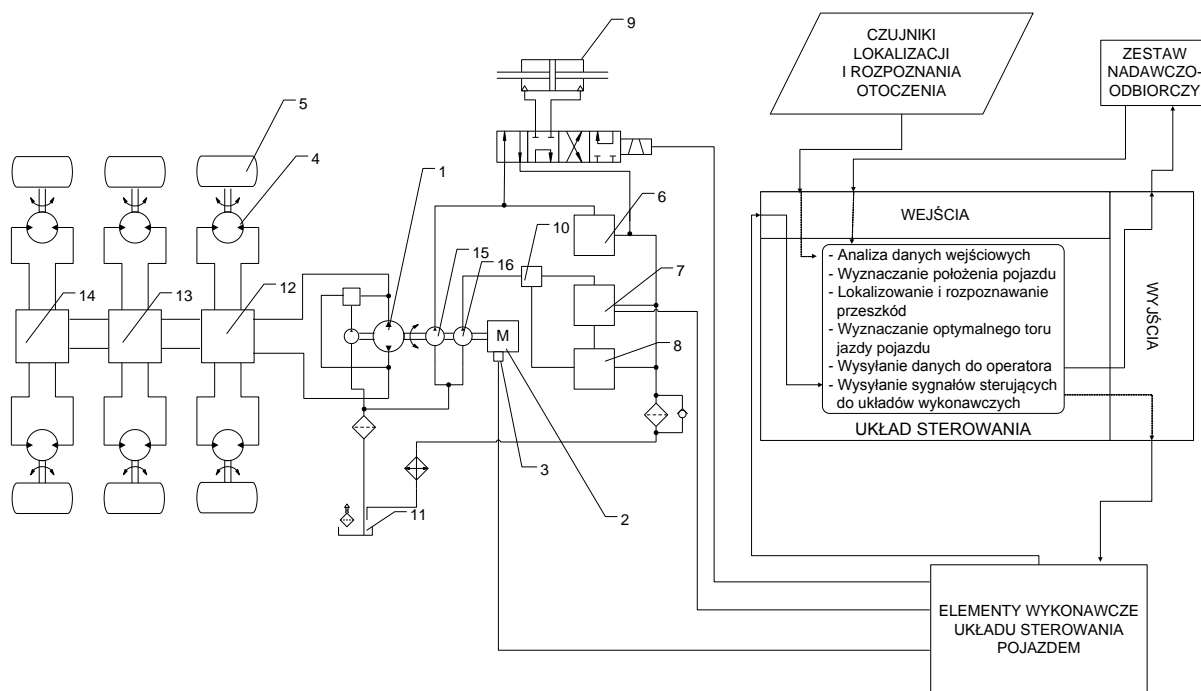 9
CZUJNIKI
LOKALIZACJI
I ROZPOZNANIA
OTOCZENIA
ZESTAW
NADAWCZO-
ODBIORCZY
5
4
1
6
10
15
16
7
8
14
13
12
M
3
2
11
WEJŚCIA
WYJŚCIA
- Analiza danych wejściowych
- Wyznaczanie położenia pojazdu
- Lokalizowanie i rozpoznawanie
przeszkód
- Wyznaczanie optymalnego toru
jazdy pojazdu
- Wysyłanie danych do operatora
- Wysyłanie sygnałów sterujących
do układów wykonawczych
UKŁAD STEROWANIA
ELEMENTY WYKONAWCZE
UKŁADU STEROWANIA
POJAZDEM